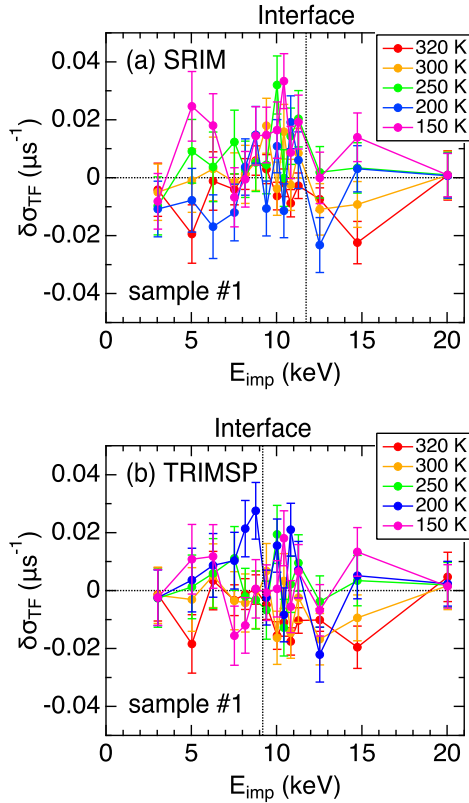 Interface
(a) SRIM
320 K
300 K
250 K
200 K
150 K
δσTF (μs-1)
0.04
0.02
0
-0.02
-0.04
sample #1
0 5 10 15 20
Eimp (keV)
Interface
(b) TRIMSP
320 K
300 K
250 K
200 K
150 K
δσTF (μs-1)
0.04
0.02
0
-0.02
-0.04
sample #1
0 5 10 15 20
Eimp (keV)